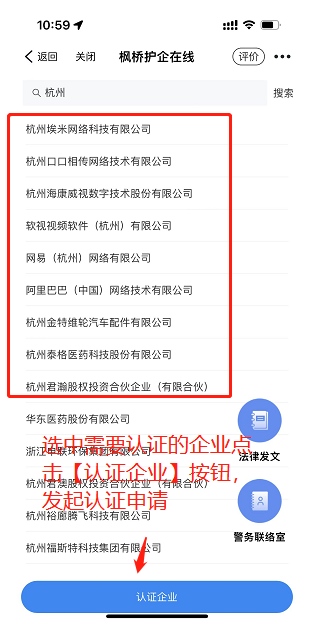 10:59
返回 关闭 枫桥护企在线 评价
杭州 搜索
杭州埃米网络科技有限公司
杭州口口相传网络技术有限公司
杭州海康威视数字技术股份有限公司
软视视频软件（杭州）有限公司
网易（杭州）网络有限公司
阿里巴巴（中国）网络技术有限公司
杭州金特维轮汽车配件有限公司
杭州泰格医药科技股份有限公司
杭州君瀚股权投资合伙企业（有限合伙）
华东医药股份有限公司
选中需要认证的企业点
法律发文
击【认证企业】按钮，
杭州君澳股权投资合伙企业（有限合伙）
发起认证申请
杭州裕廊腾飞科技有限公司
警务联络室
杭州福斯特科技集团有限公司
认证企业